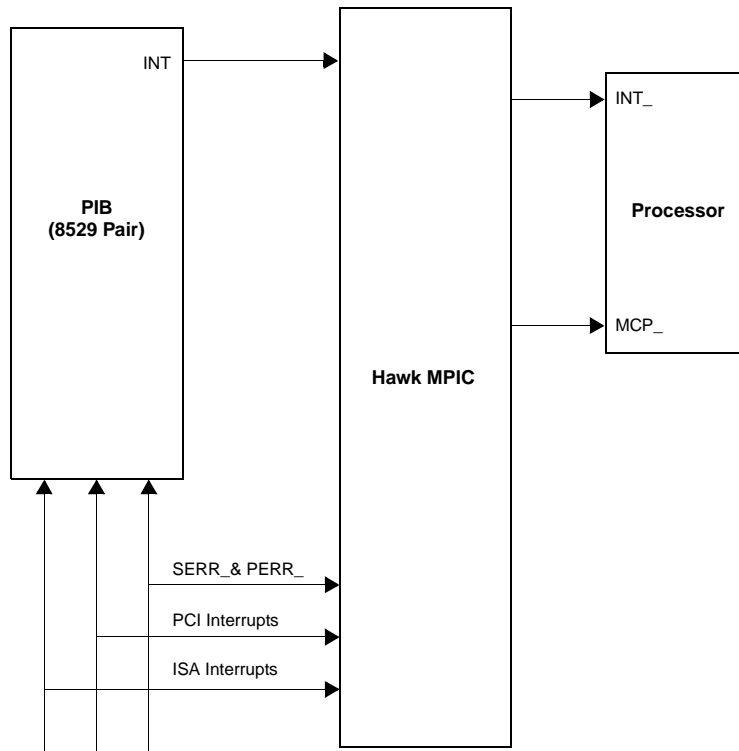 INT
INT_
PIB
(8529 Pair)
Processor
MCP_
Hawk MPIC
SERR_& PERR_
PCI Interrupts
ISA Interrupts